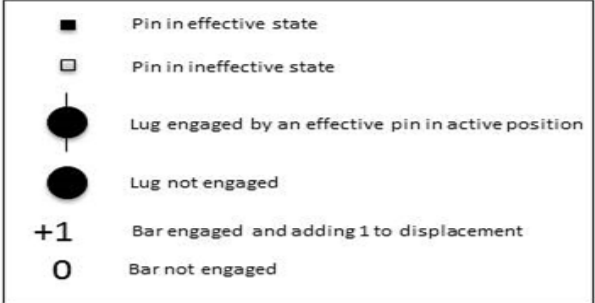 Pin in effective state
Pin in ineffective state
Lug engaged by an effective pin in active position
Lug not engaged
+1 Bar engaged and adding 1 to displacement
0 Bar not engaged